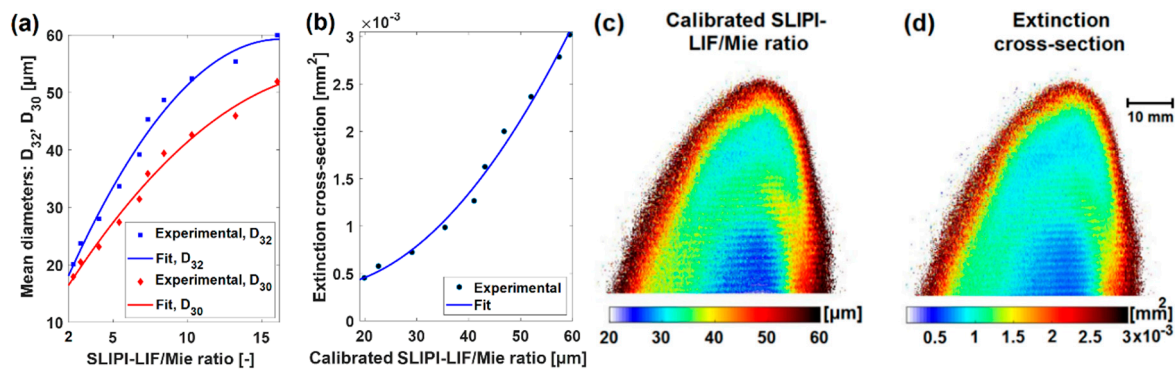 (a)
60
50
40
30
20
10
Mean diameters: D32, D30 [µm]
Experimental, D32
Fit, D32
Experimental, D30
Fit, D30
2
5
10
15
SLIPI-LIF/Mie ratio [-]
(b)
×10-3
3
2.5
2
1.5
1
0.5
0
Extinction cross-section [mm2]
Experimental
Fit
20
30
40
50
60
Calibrated SLIPI-LIF/Mie ratio [µm]
(c)
Calibrated SLIPI-
LIF/Mie ratio
[µm]
20
30
40
50
60
(d)
Extinction
cross-section
10 mm
[mm2]
0.5
1
1.5
2
2.5
3x10-3